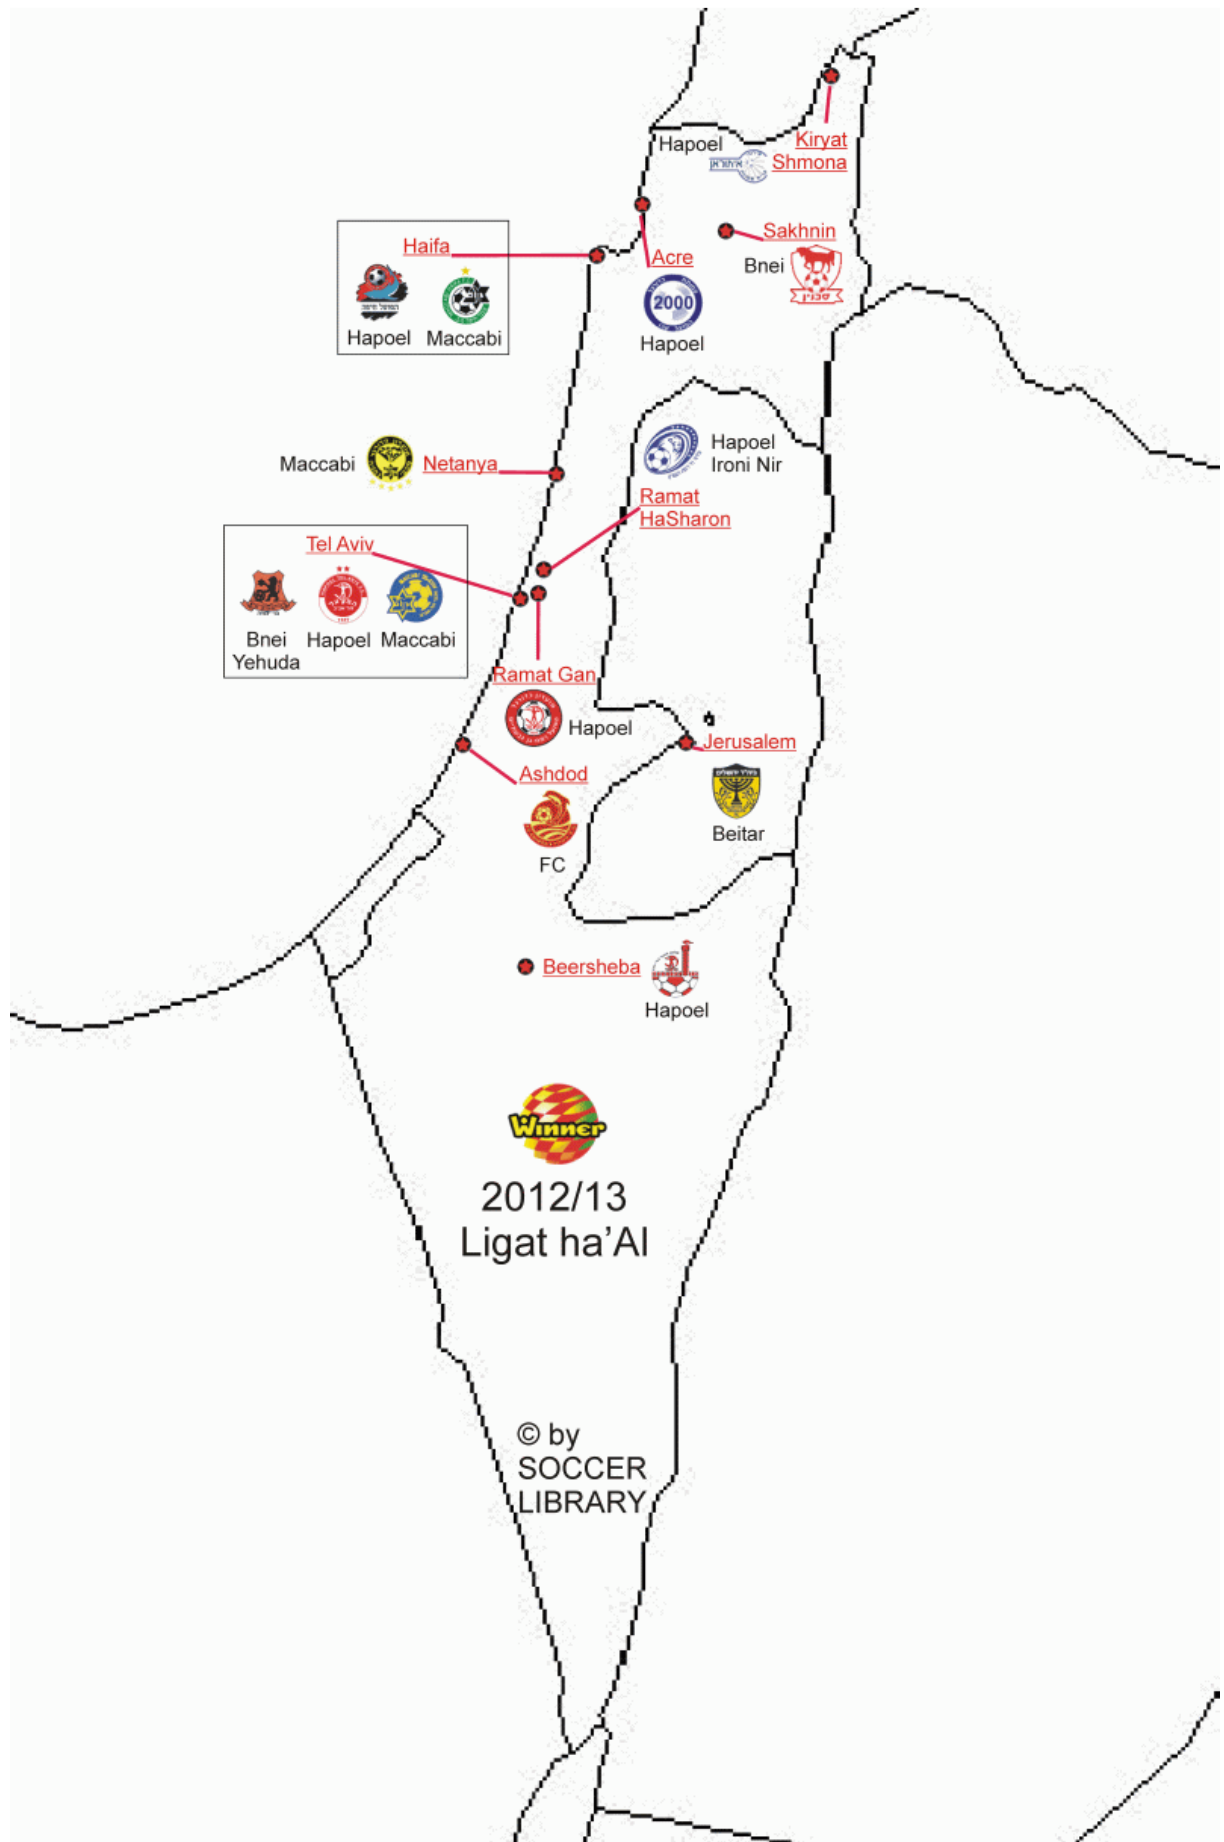 Hapoel
Kiryat
Shmona
Sakhnin
Bnei
Haifa
Hapoel
Maccabi
Acre
2000
Hapoel
Maccabi
Netanya
Hapoel
Ironi Nir
Ramat
HaSharon
Tel Aviv
Bnei
Yehuda
Hapoel
Maccabi
Ramat Gan
Hapoel
Jerusalem
Beitar
Ashdod
FC
Beersheba
Hapoel
Winner
2012/13
Ligat ha'Al
© by
SOCCER
LIBRARY